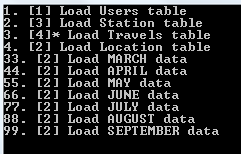 1. [1] Load Users table
2. [3] Load Station table
3. [4]* Load Travels table
4. [2] Load Location table
33. [2] Load MARCH data
44. [2] Load APRIL data
55. [2] Load MAY data
66. [2] Load JUNE data
77. [2] Load JULY data
88. [2] Load AUGUST data
99. [2] Load SEPTEMBER data